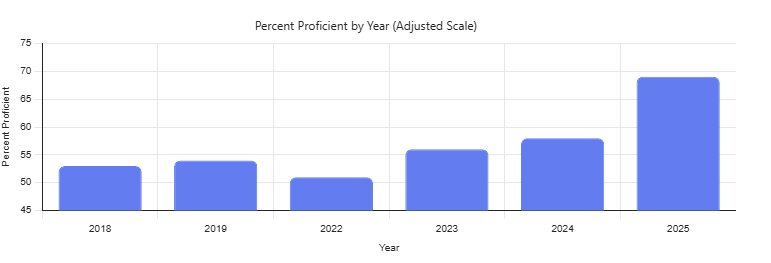 Percent Proficient by Year (Adjusted Scale)
75
70
65
60
55
50
45
Percent Proficient
2018 2019 2022 2023 2024 2025
Year